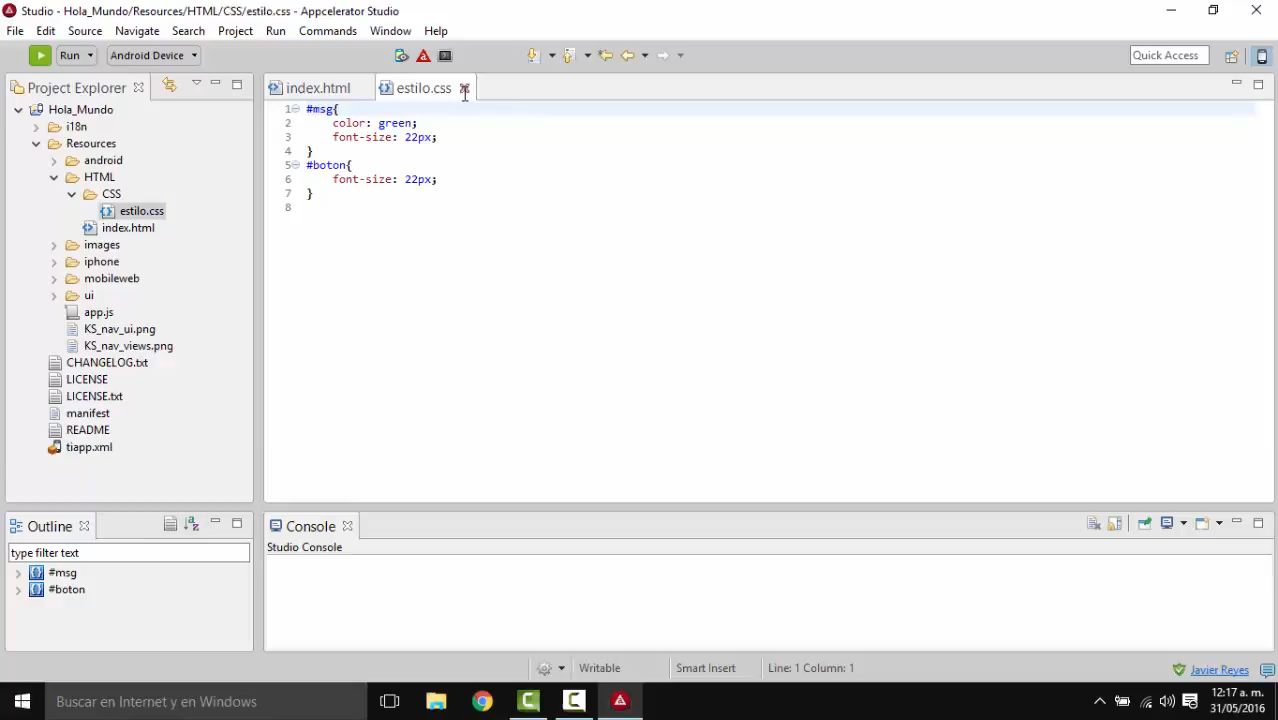 Studio - Hola_Mundo/Resources/HTML/CSS/estilo.css - Appcelerator Studio
File Edit Source Navigate Search Project Run Commands Window Help
Run Android Device Quick Access
Project Explorer
Hola_Mundo
i18n
Resources
android
HTML
CSS
estilo.css
index.html
images
iphone
mobileweb
ui
app.js
KS_nav_ui.png
KS_nav_views.png
CHANGELOG.txt
LICENSE
LICENSE.txt
manifest
README
tiapp.xml
index.html estilo.css
1 #msg{
2 color: green;
3 font-size: 22px;
4 }
5 #boton{
6 font-size: 22px;
7 }
8
Outline
type filter text
#msg
#boton
Console
Studio Console
Writable Smart Insert Line: 1 Column: 1 Javier Reyes
Buscar en Internet y en Windows
12:17 a. m.
31/05/2016